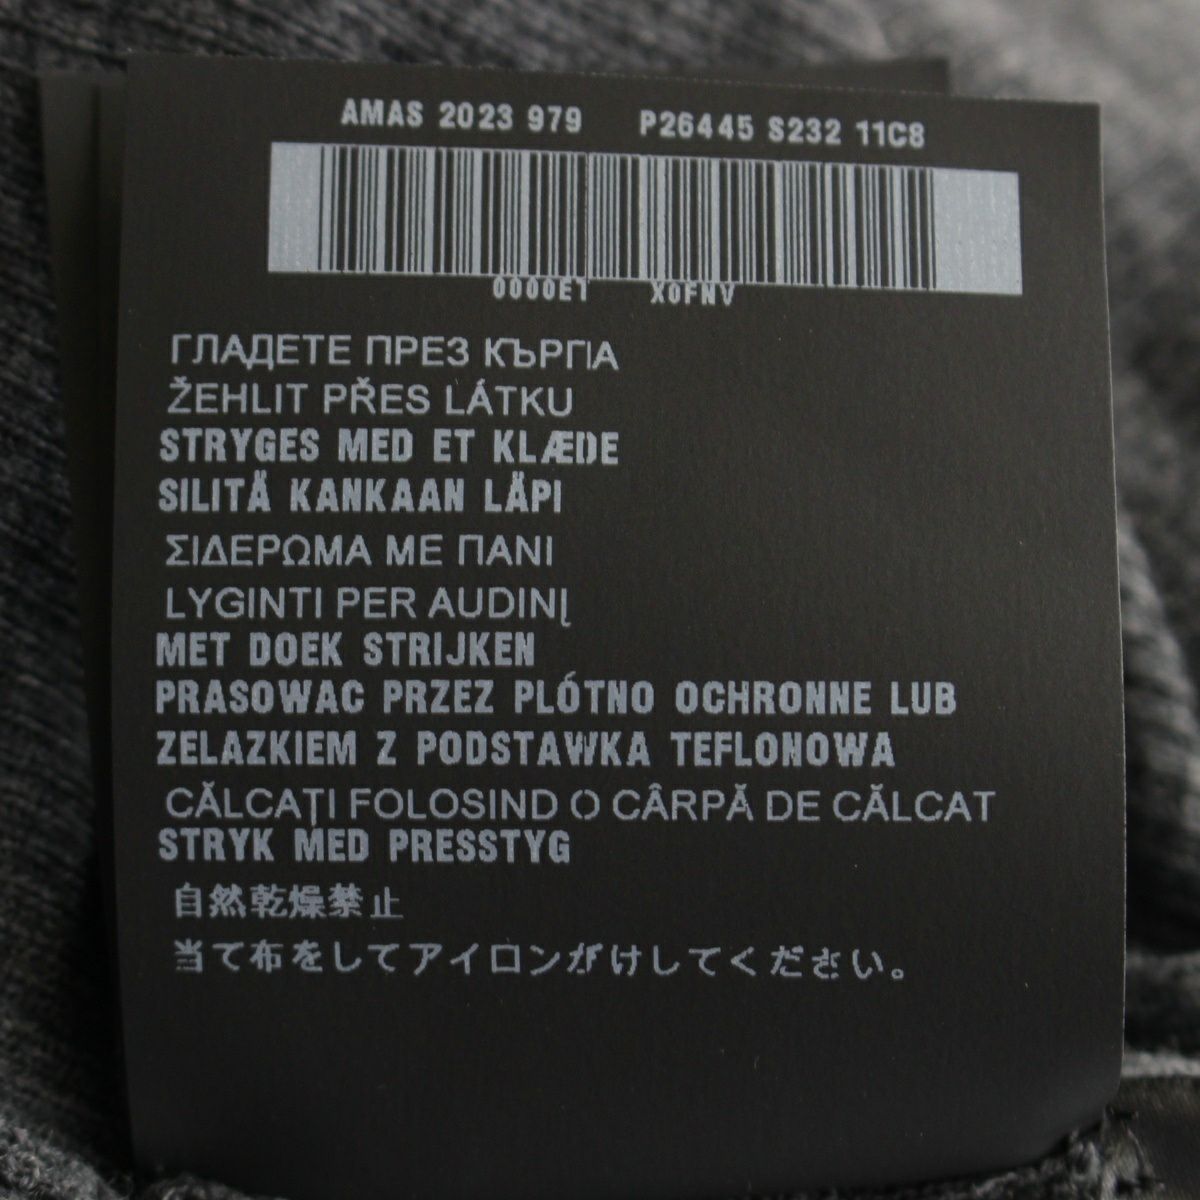 AMAS 2023 979 P26445 S232 11C8
0000ET X0FNV
ГЛАДЕТЕ ПРЕЗ КЪРПА
ŽEHLIT PŘES LÁTKU
STRYGES MED ET KLÆDE
SILITÄ KANKAAN LÄPI
ΣΙΔΕΡΩΜΑ ΜΕ ΠΑΝΙ
LYGINTI PER AUDINĮ
MET DOEK STRIJKEN
PRASOWAC PRZEZ PLÓTNO OCHRONNE LUB
ZELAZKIEM Z PODSTAWKA TEFLONOWA
CĂLCAȚI FOLOSIND O CÂRPĂ DE CĂLCAT
STRYK MED PRESSTYG
自然乾燥禁止
当て布をしてアイロンがけしてください。